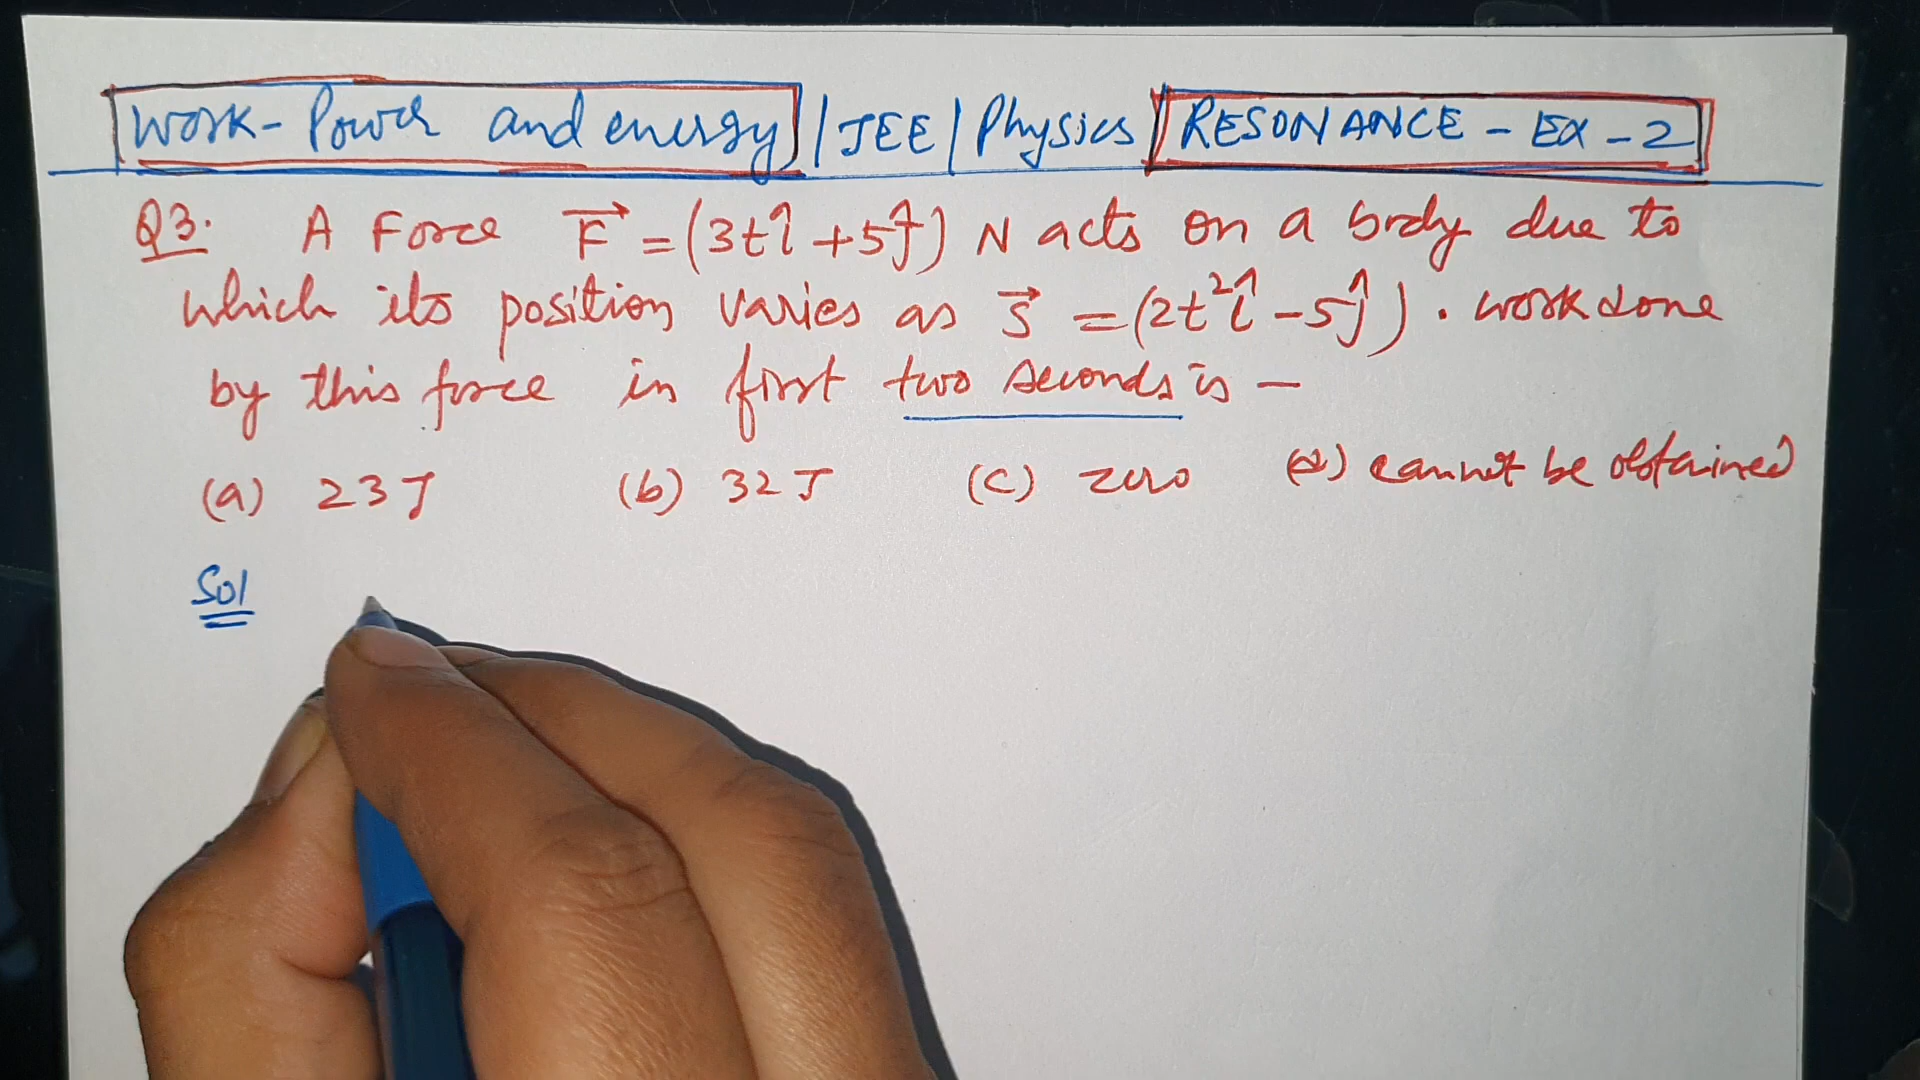 Work-Power and energy / JEE / Physics / RESONANCE - EX - 2
Q3. A Force F⃗ = (3tî + 5ĵ) N acts on a body due to
which its position varies as S⃗ = (2t²î - 5ĵ). work done
by this force in first two seconds is —
(a) 23 J (b) 32 J (c) zero (d) cannot be obtained
Sol